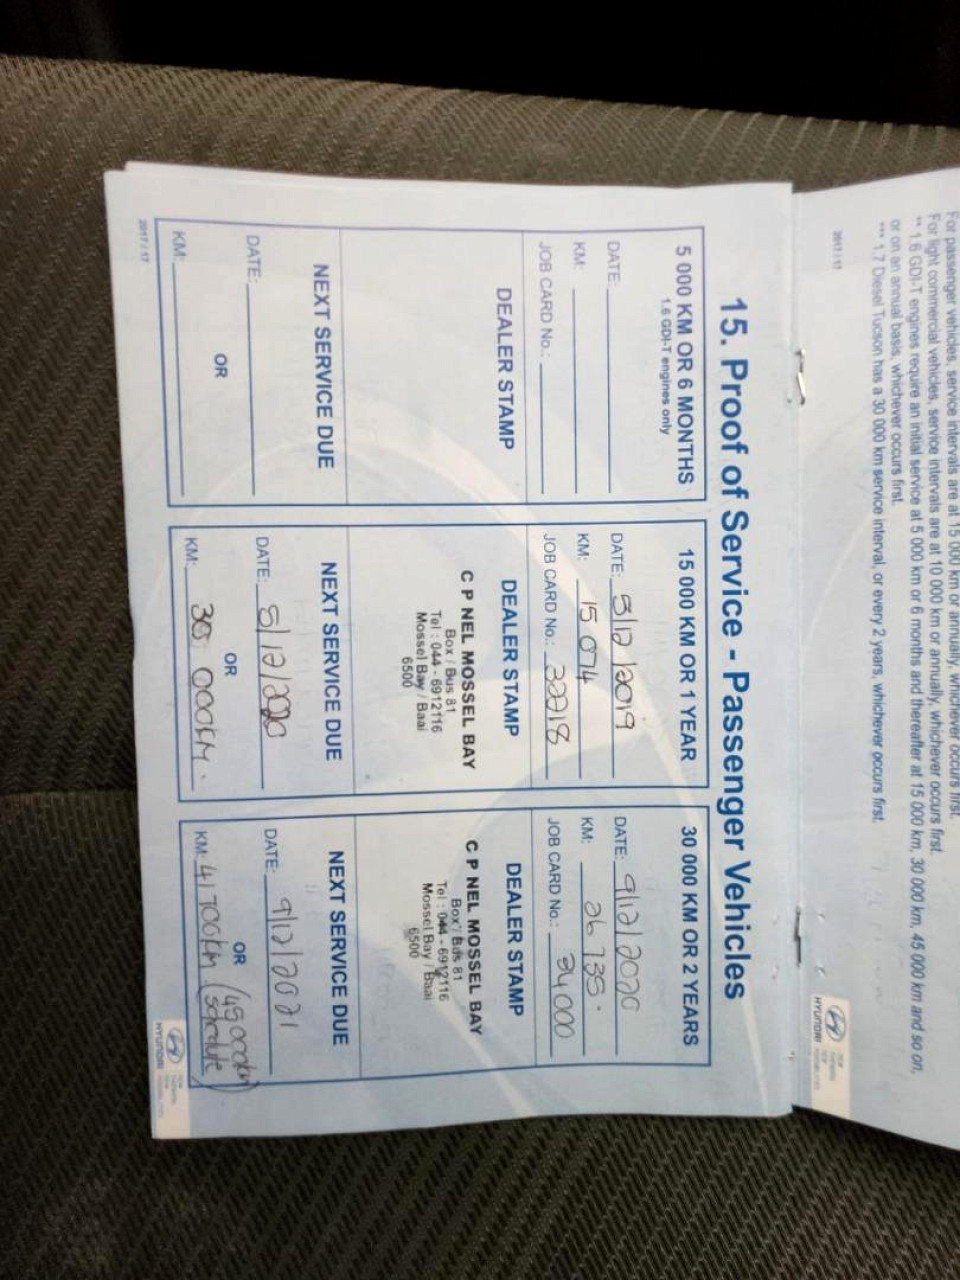 For passenger vehicles, service intervals are at 15 000 km or annually, whichever occurs first.
For light commercial vehicles, service intervals are at 10 000 km or annually, whichever occurs first.
** 1.6 GDI-T engines require an initial service at 5 000 km or 6 months and thereafter at 15 000 km, 30 000 km, 45 000 km and so on,
or on an annual basis, whichever occurs first.
*** 1.7 Diesel Tucson has a 30 000 km service interval, or every 2 years, whichever occurs first.
2017 / 17
HYUNDAI
15. Proof of Service - Passenger Vehicles
5 000 KM OR 6 MONTHS
1.6 GDI-T engines only
DATE:
KM:
JOB CARD No.:
DEALER STAMP
NEXT SERVICE DUE
DATE:
OR
KM:
15 000 KM OR 1 YEAR
DATE: 5/12/2019
KM: 15 074
JOB CARD No.: 32218
DEALER STAMP
C P NEL MOSSEL BAY
Box / Bus 81
Tel : 044 - 6912116
Mossel Bay / Baai
6500
NEXT SERVICE DUE
DATE: 5/12/2020
OR
KM: 30 000KM.
30 000 KM OR 2 YEARS
DATE: 9/12/2020
KM: 26 735.
JOB CARD No.: 34000
DEALER STAMP
C P NEL MOSSEL BAY
Box / Bus 81
Tel : 044 - 6912116
Mossel Bay / Baai
6500
NEXT SERVICE DUE
DATE: 9/12/2021
OR (45000km
KM: 41 700km
2017 / 17
HYUNDAI